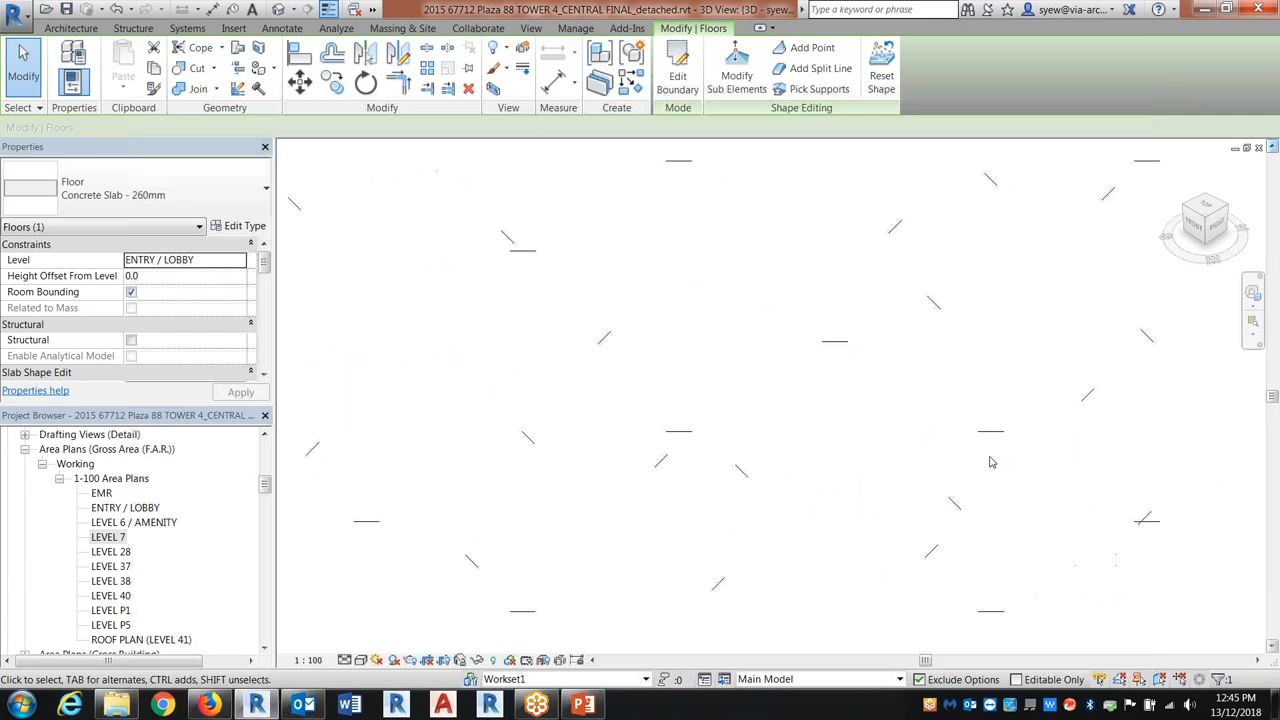 2015 67712 Plaza 88 TOWER 4_CENTRAL FINAL_detached.rvt - 3D View: (3D - syew...
Type a keyword or phrase
syew@via-arc...
Architecture Structure Systems Insert Annotate Analyze Massing & Site Collaborate View Manage Add-Ins Modify | Floors
Modify
Paste
Cope
Cut
Join
Edit
Boundary
Modify
Sub Elements
Add Point
Add Split Line
Pick Supports
Reset
Shape
Select Properties Clipboard Geometry Modify View Measure Create Mode Shape Editing
Modify | Floors
Properties
Floor
Concrete Slab - 260mm
Floors (1)
Edit Type
Constraints
Level ENTRY / LOBBY
Height Offset From Level 0.0
Room Bounding
Related to Mass
Structural
Structural
Enable Analytical Model
Slab Shape Edit
Properties help
Apply
TOP
FRONT
RIGHT
Project Browser - 2015 67712 Plaza 88 TOWER 4_CENTRAL ...
Drafting Views (Detail)
Area Plans (Gross Area (F.A.R.))
Working
1-100 Area Plans
EMR
ENTRY / LOBBY
LEVEL 6 / AMENITY
LEVEL 7
LEVEL 28
LEVEL 37
LEVEL 38
LEVEL 40
LEVEL P1
LEVEL P5
ROOF PLAN (LEVEL 41)
1 : 100
Click to select, TAB for alternates, CTRL adds, SHIFT unselects.
Workset1
:0
Main Model
Exclude Options
Editable Only
:1
12:45 PM
13/12/2018